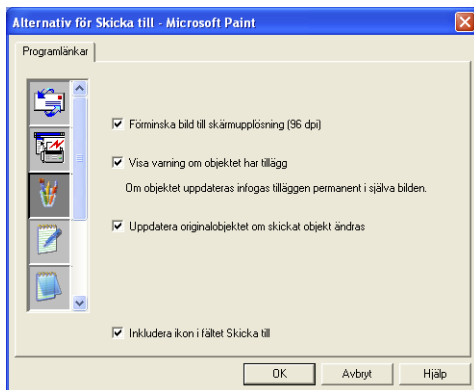 Alternativ för Skicka till - Microsoft Paint
Programlänkar
Förminska bild till skärmupplösning (96 dpi)
Visa varning om objektet har tillägg
Om objektet uppdateras infogas tilläggen permanent i själva bilden.
Uppdatera originalobjektet om skickat objekt ändras
Inkludera ikon i fältet Skicka till
OK Avbryt Hjälp